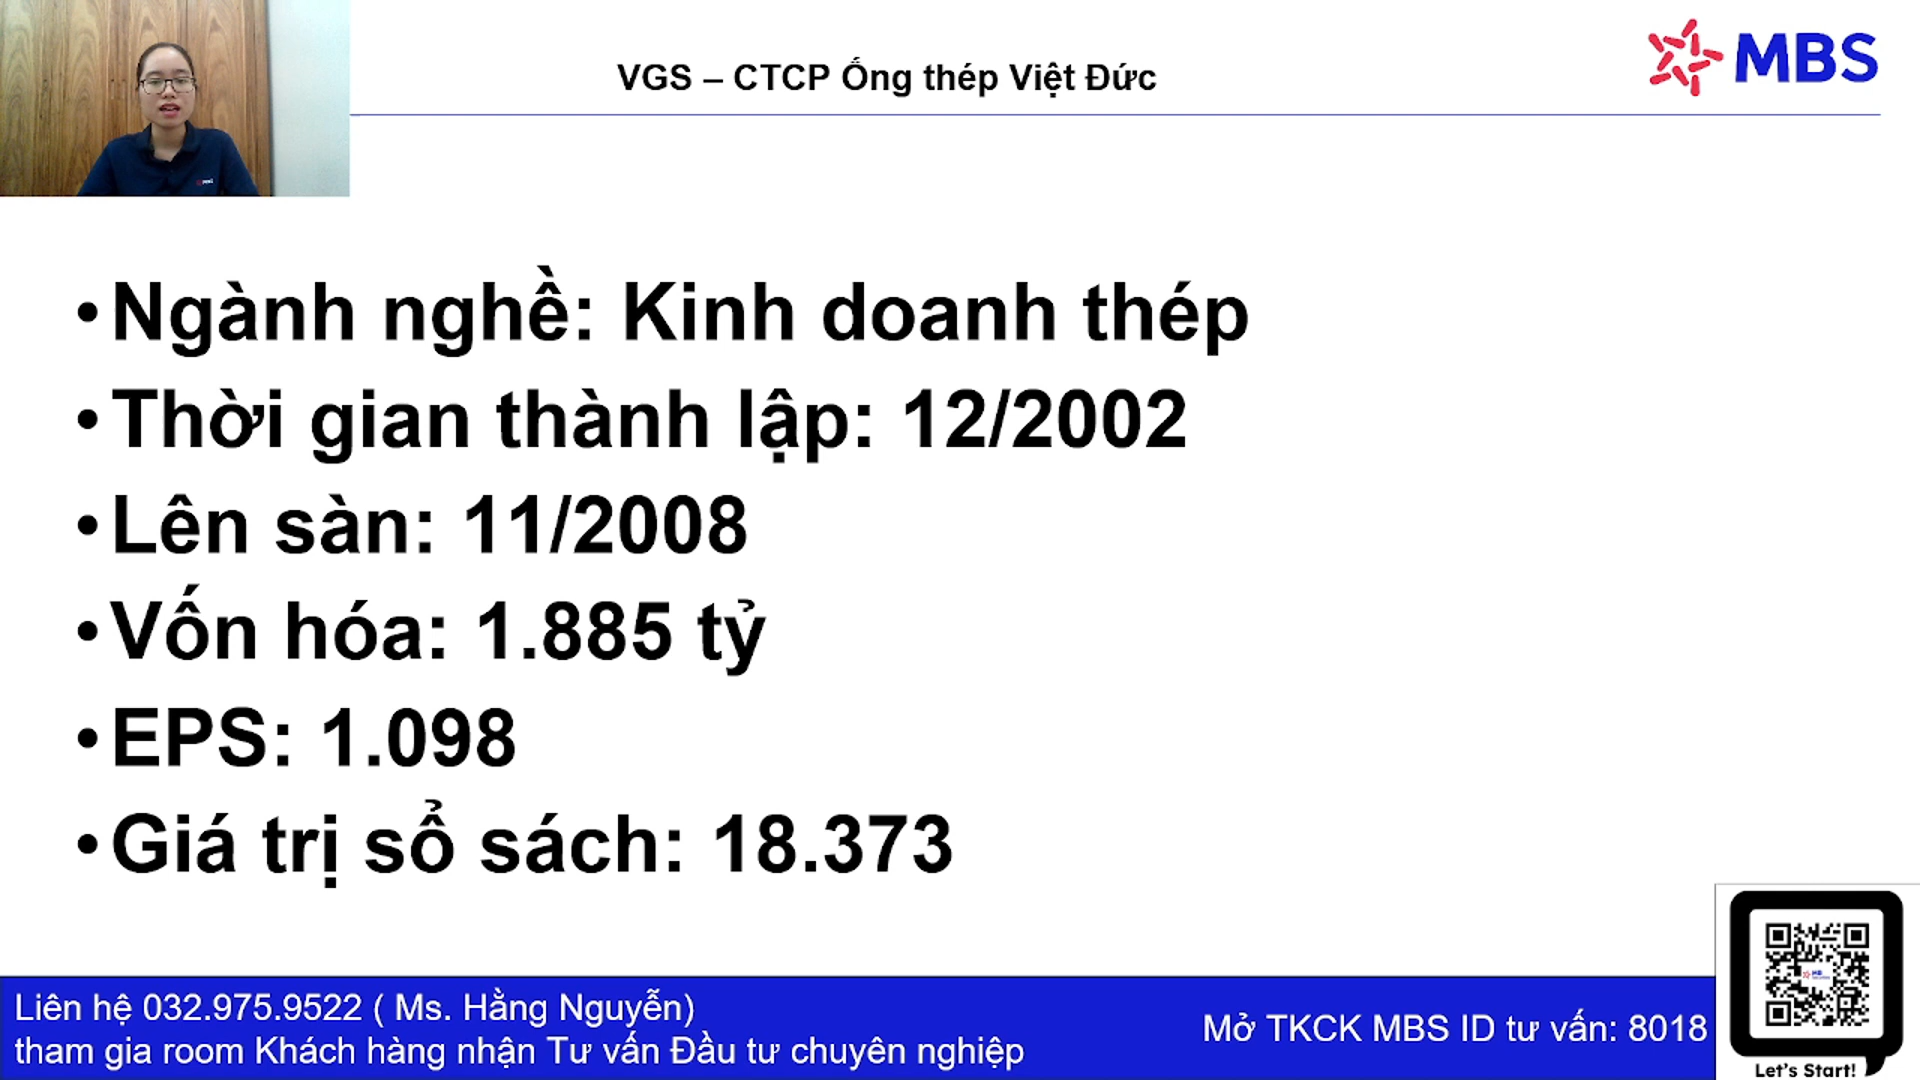 VGS – CTCP Ống thép Việt Đức
MBS
•Ngành nghề: Kinh doanh thép
•Thời gian thành lập: 12/2002
•Lên sàn: 11/2008
•Vốn hóa: 1.885 tỷ
•EPS: 1.098
•Giá trị sổ sách: 18.373
Liên hệ 032.975.9522 ( Ms. Hằng Nguyễn)
tham gia room Khách hàng nhận Tư vấn Đầu tư chuyên nghiệp
Mở TKCK MBS ID tư vấn: 8018
Let's Start!